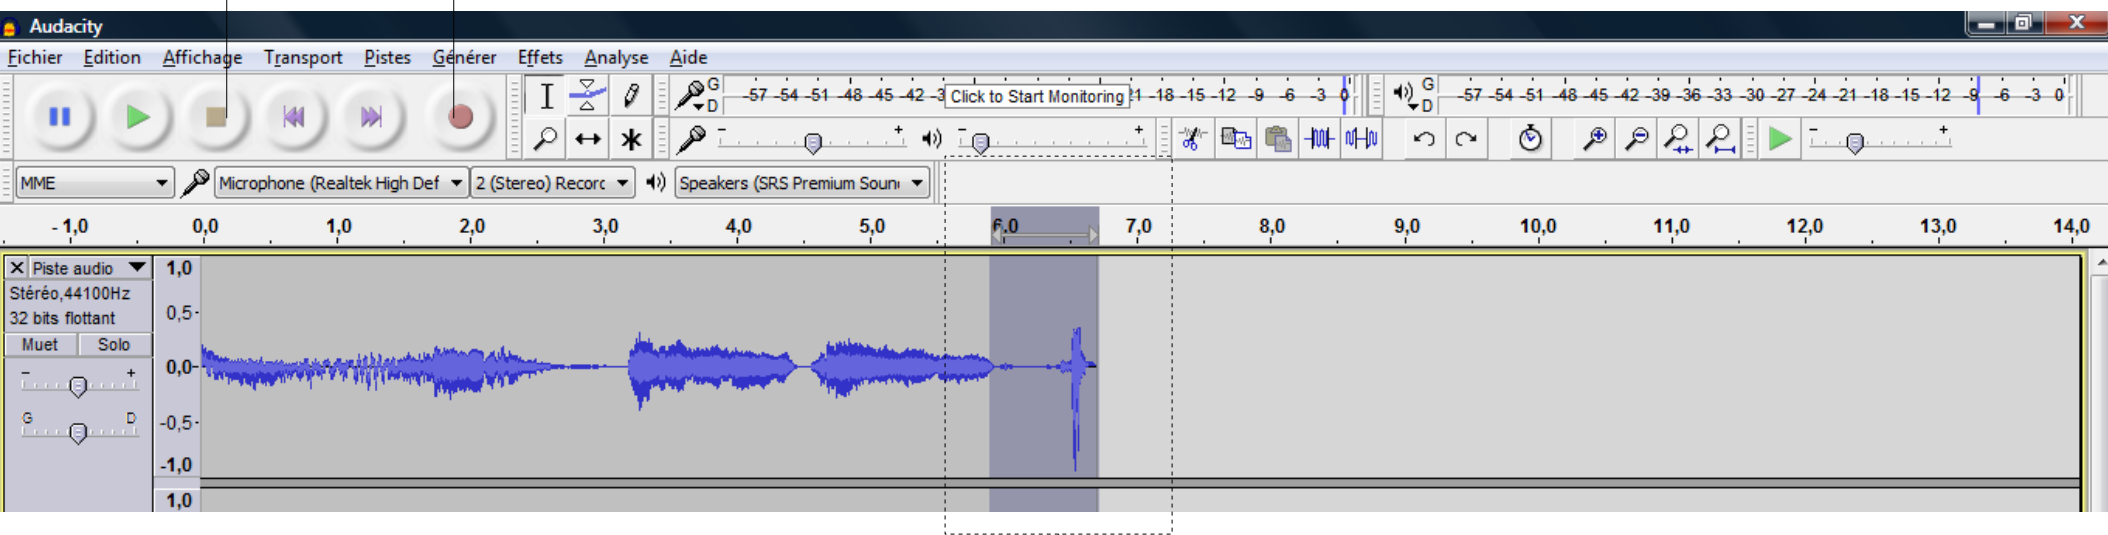 Audacity
Fichier Edition Affichage Transport Pistes Générer Effets Analyse Aide
G -57 -54 -51 -48 -45 -42 -3 Click to Start Monitoring 21 -18 -15 -12 -9 -6 -3 0 G -57 -54 -51 -48 -45 -42 -39 -36 -33 -30 -27 -24 -21 -18 -15 -12 -9 -6 -3 0
D D
- + - + - +
MME Microphone (Realtek High Def 2 (Stereo) Recorc Speakers (SRS Premium Soun
- 1,0 0,0 1,0 2,0 3,0 4,0 5,0 6,0 7,0 8,0 9,0 10,0 11,0 12,0 13,0 14,0
X Piste audio 1,0
Stéréo,44100Hz
32 bits flottant 0,5-
Muet Solo
- + 0,0-
G D -0,5-
-1,0
1,0